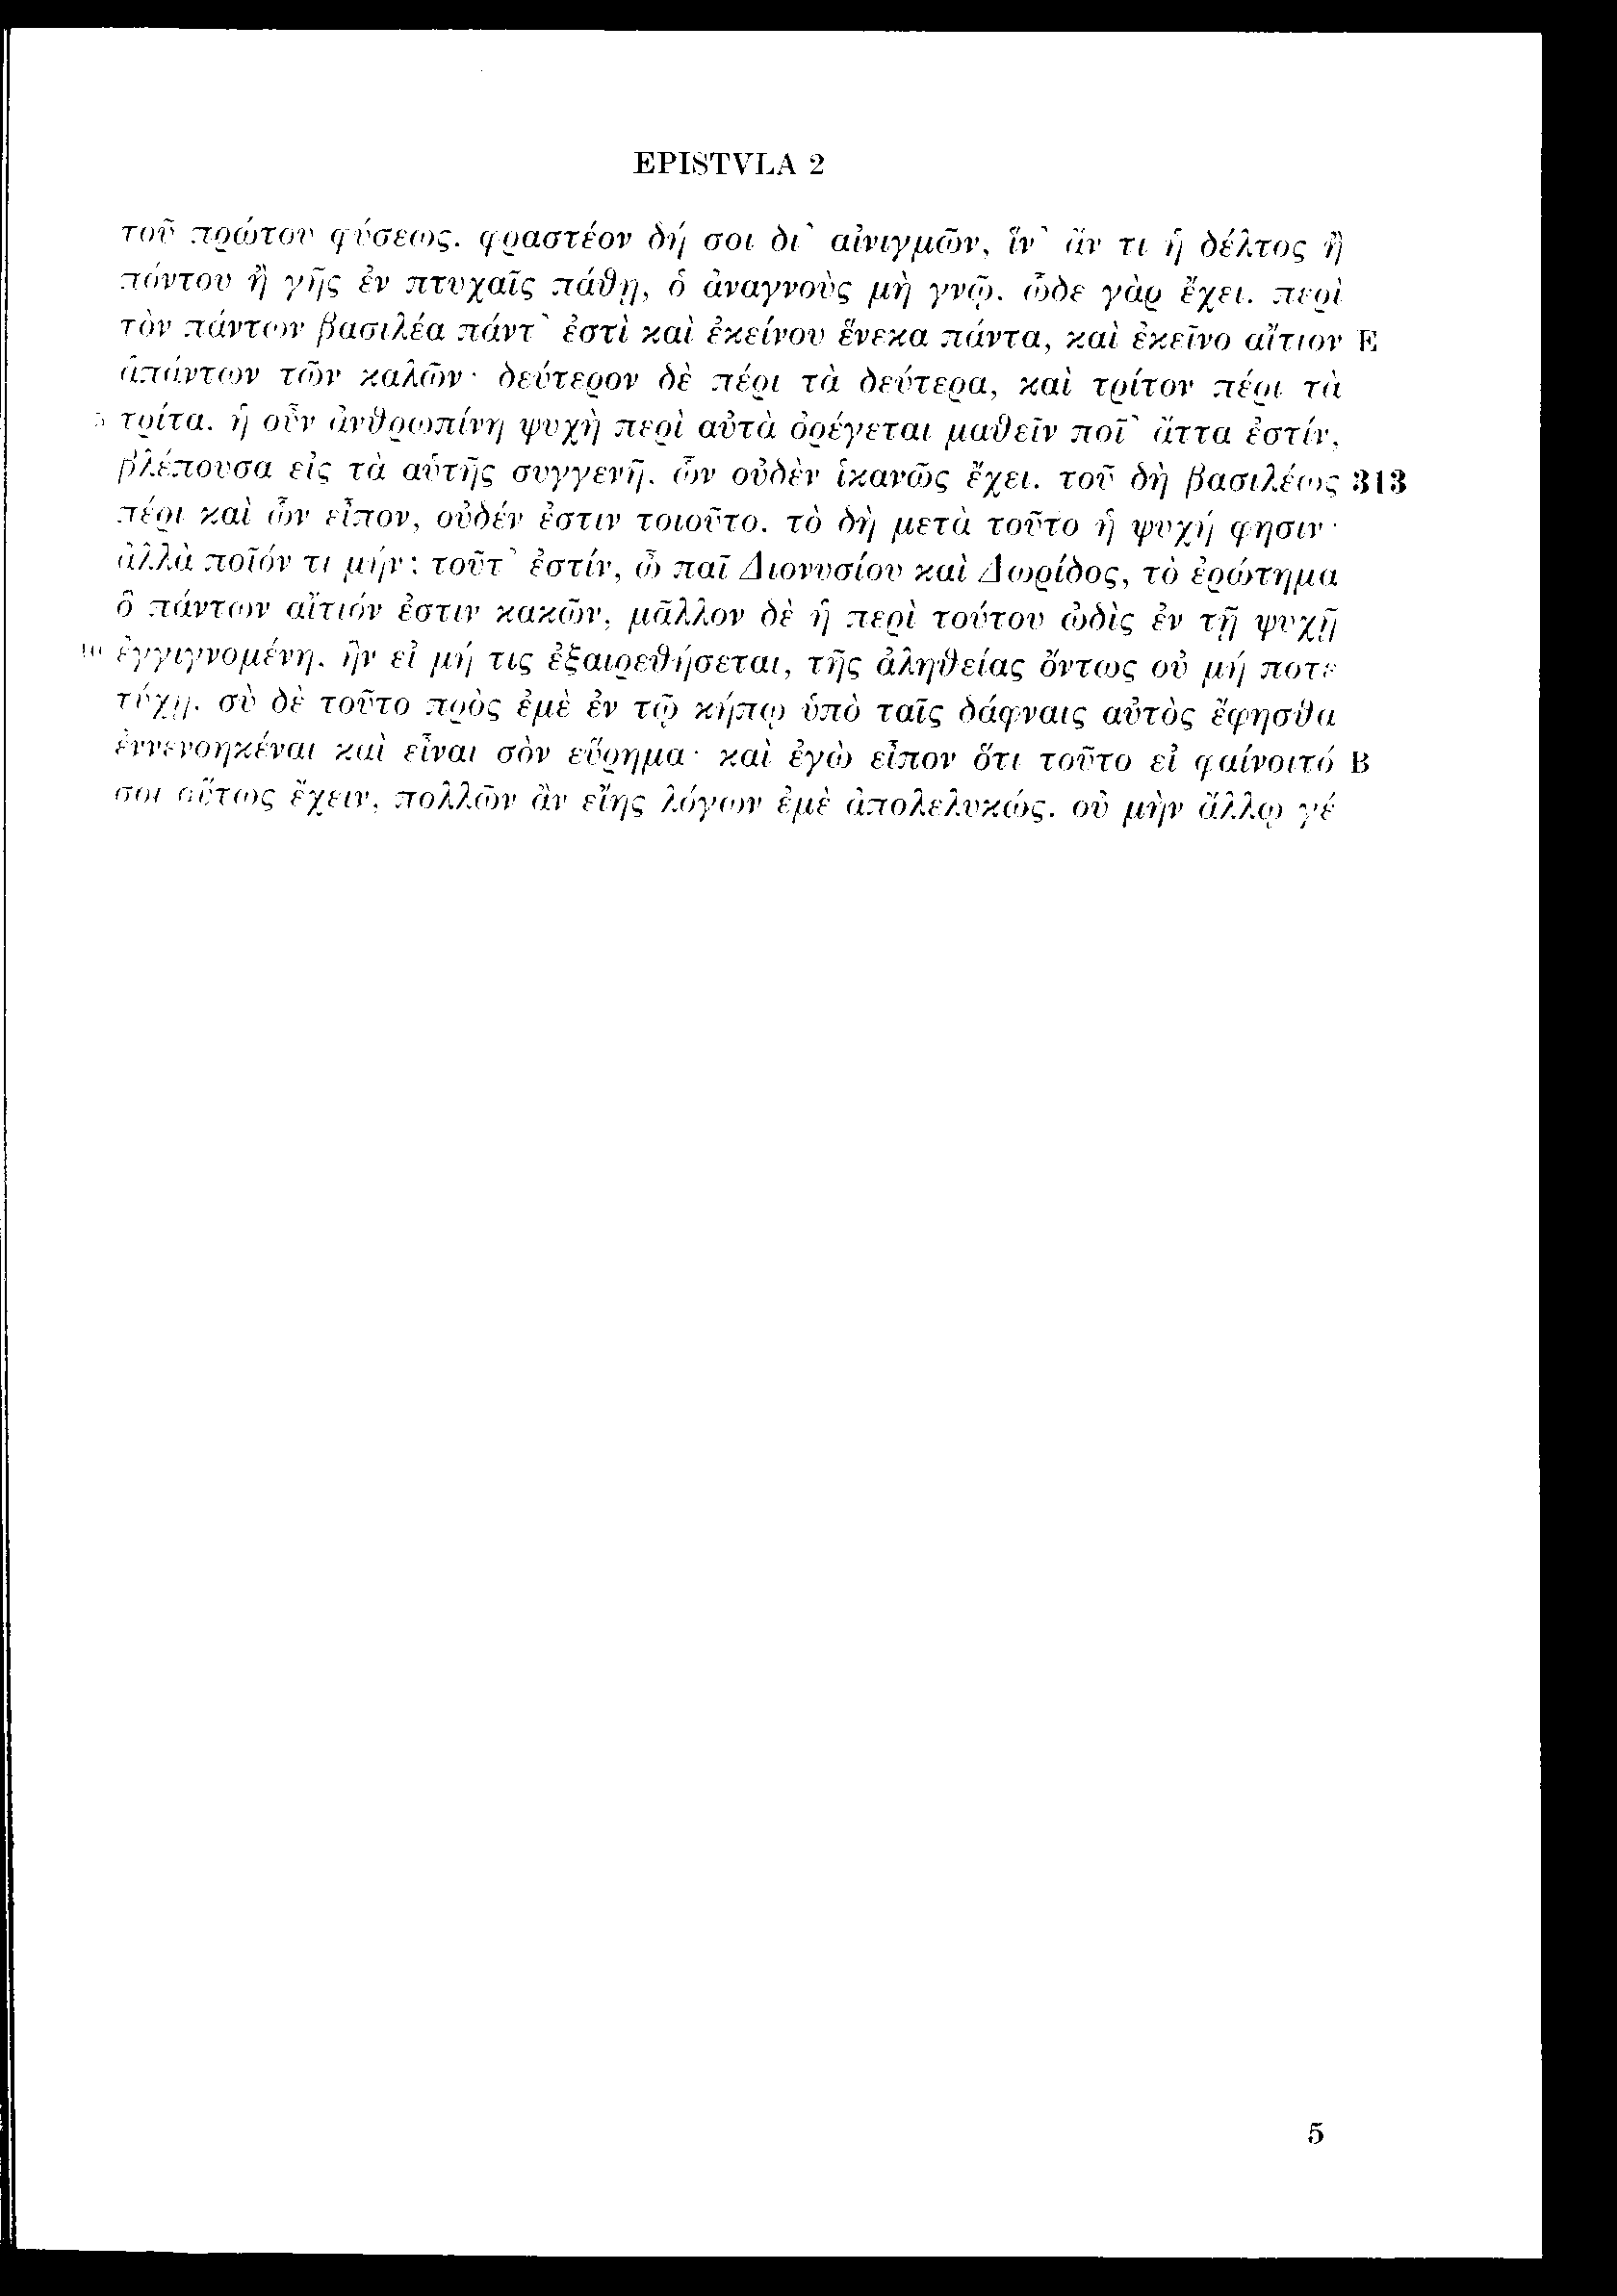 EPISTVLA 2
τοῦ πρώτου φύσεως. φραστέον δή σοι δι᾽ αἰνιγμῶν, ἵν᾽ ἄν τι ἡ δέλτος ἢ
πόντου ἢ γῆς ἐν πτυχαῖς πάθῃ, ὁ ἀναγνοὺς μὴ γνῷ. ὧδε γὰρ ἔχει. περὶ
τὸν πάντων βασιλέα πάντ᾽ ἐστὶ καὶ ἐκείνου ἕνεκα πάντα, καὶ ἐκεῖνο αἴτιον E
ἁπάντων τῶν καλῶν· δεύτερον δὲ πέρι τὰ δεύτερα, καὶ τρίτον πέρι τὰ
5 τρίτα. ἡ οὖν ἀνθρωπίνη ψυχὴ περὶ αὐτὰ ὀρέγεται μαθεῖν ποῖ᾽ ἄττα ἐστίν,
βλέπουσα εἰς τὰ αὑτῆς συγγενῆ, ὧν οὐδὲν ἱκανῶς ἔχει. τοῦ δὴ βασιλέως 313
πέρι καὶ ὧν εἶπον, οὐδέν ἐστιν τοιοῦτο. τὸ δὴ μετὰ τοῦτο ἡ ψυχή φησιν·
ἀλλὰ ποῖόν τι μήν; τοῦτ᾽ ἐστίν, ὦ παῖ Διονυσίου καὶ Δωρίδος, τὸ ἐρώτημα
ὃ πάντων αἴτιόν ἐστιν κακῶν, μᾶλλον δὲ ἡ περὶ τούτου ὠδὶς ἐν τῇ ψυχῇ
10 ἐγγιγνομένη, ἣν εἰ μή τις ἐξαιρεθήσεται, τῆς ἀληθείας ὄντως οὐ μή ποτε
τύχῃ. σὺ δὲ τοῦτο πρὸς ἐμὲ ἐν τῷ κήπῳ ὑπὸ ταῖς δάφναις αὐτὸς ἔφησθα
ἐννενοηκέναι καὶ εἶναι σὸν εὕρημα· καὶ ἐγὼ εἶπον ὅτι τοῦτο εἰ φαίνοιτό B
σοι οὕτως ἔχειν, πολλῶν ἂν εἴης λόγων ἐμὲ ἀπολελυκώς. οὐ μὴν ἄλλῳ γέ
5